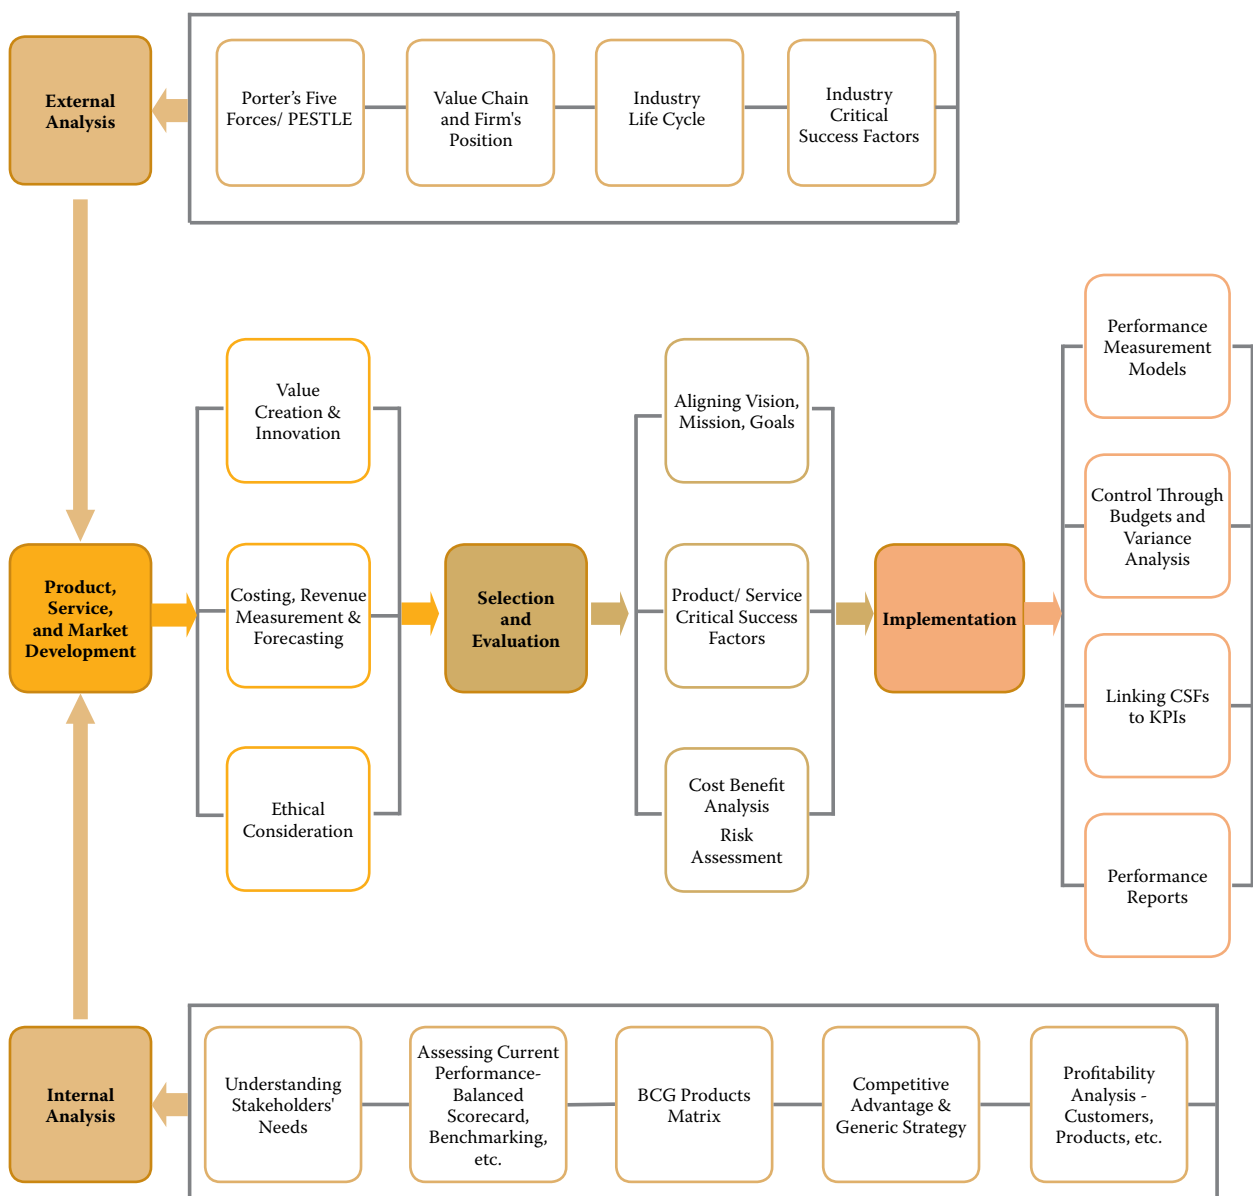 External
Analysis
Porter's Five
Forces/ PESTLE
Value Chain
and Firm's
Position
Industry
Life Cycle
Industry
Critical
Success Factors
Product,
Service,
and Market
Development
Value
Creation &
Innovation
Costing, Revenue
Measurement &
Forecasting
Ethical
Consideration
Selection
and
Evaluation
Aligning Vision,
Mission, Goals
Product/ Service
Critical Success
Factors
Cost Benefit
Analysis
Risk
Assessment
Implementation
Performance
Measurement
Models
Control Through
Budgets and
Variance
Analysis
Linking CSFs
to KPIs
Performance
Reports
Internal
Analysis
Understanding
Stakeholders'
Needs
Assessing Current
Performance-
Balanced
Scorecard,
Benchmarking,
etc.
BCG Products
Matrix
Competitive
Advantage &
Generic Strategy
Profitability
Analysis -
Customers,
Products, etc.